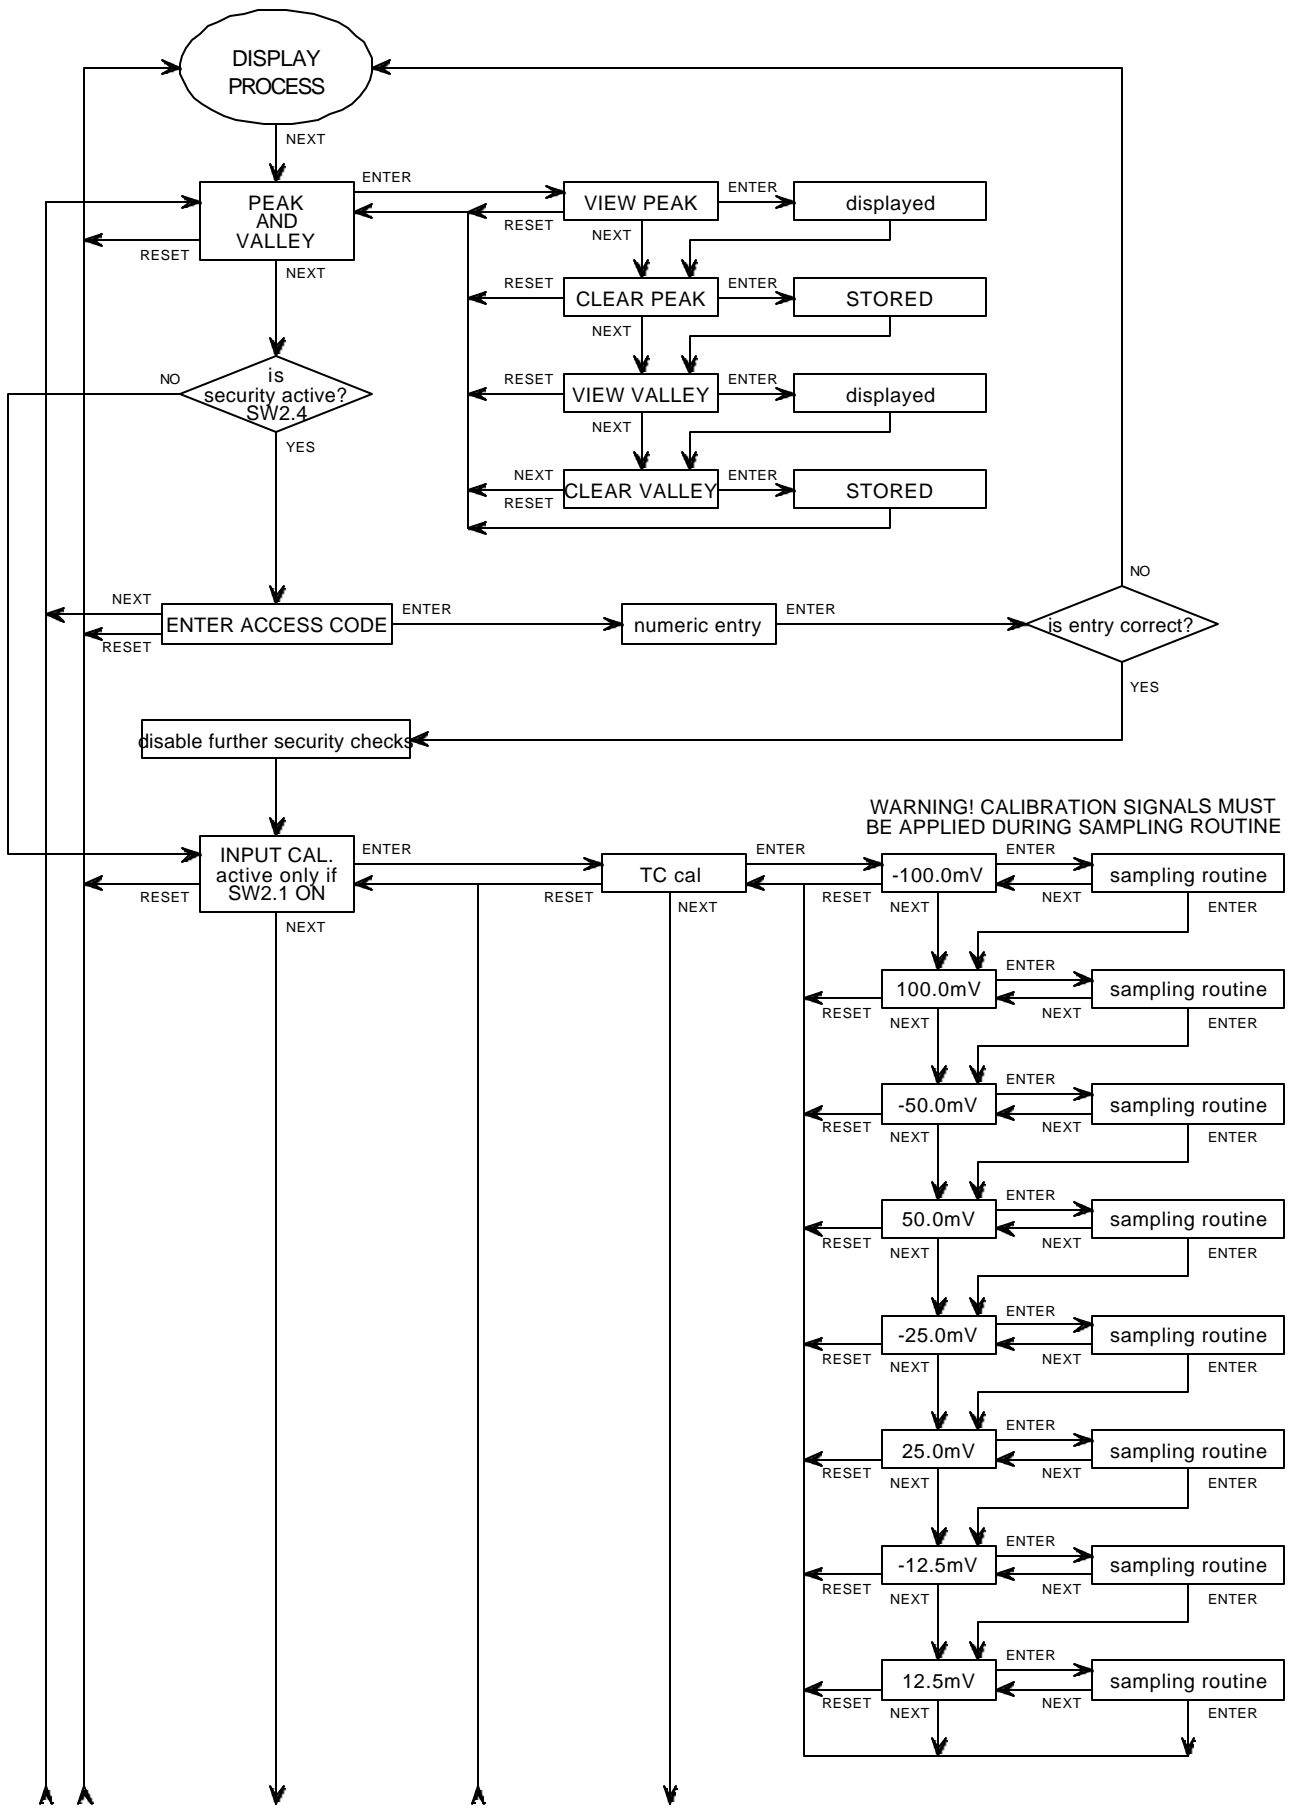 DISPLAY
PROCESS
NEXT
ENTER
PEAK
AND
VALLEY
RESET
NEXT
VIEW PEAK
ENTER
displayed
RESET
NEXT
RESET
CLEAR PEAK
ENTER
STORED
NEXT
NO
is
security active?
SW2.4
YES
RESET
VIEW VALLEY
ENTER
displayed
NEXT
NEXT
RESET
CLEAR VALLEY
ENTER
STORED
NEXT
RESET
ENTER ACCESS CODE
ENTER
numeric entry
ENTER
NO
is entry correct?
YES
disable further security checks
WARNING! CALIBRATION SIGNALS MUST
BE APPLIED DURING SAMPLING ROUTINE
INPUT CAL.
active only if
SW2.1 ON
ENTER
RESET
NEXT
TC cal
ENTER
RESET
NEXT
-100.0mV
ENTER
sampling routine
RESET
NEXT
NEXT
ENTER
100.0mV
ENTER
sampling routine
RESET
NEXT
NEXT
ENTER
-50.0mV
ENTER
sampling routine
RESET
NEXT
NEXT
ENTER
50.0mV
ENTER
sampling routine
RESET
NEXT
NEXT
ENTER
-25.0mV
ENTER
sampling routine
RESET
NEXT
NEXT
ENTER
25.0mV
ENTER
sampling routine
RESET
NEXT
NEXT
ENTER
-12.5mV
ENTER
sampling routine
RESET
NEXT
NEXT
ENTER
12.5mV
ENTER
sampling routine
RESET
NEXT
NEXT
ENTER